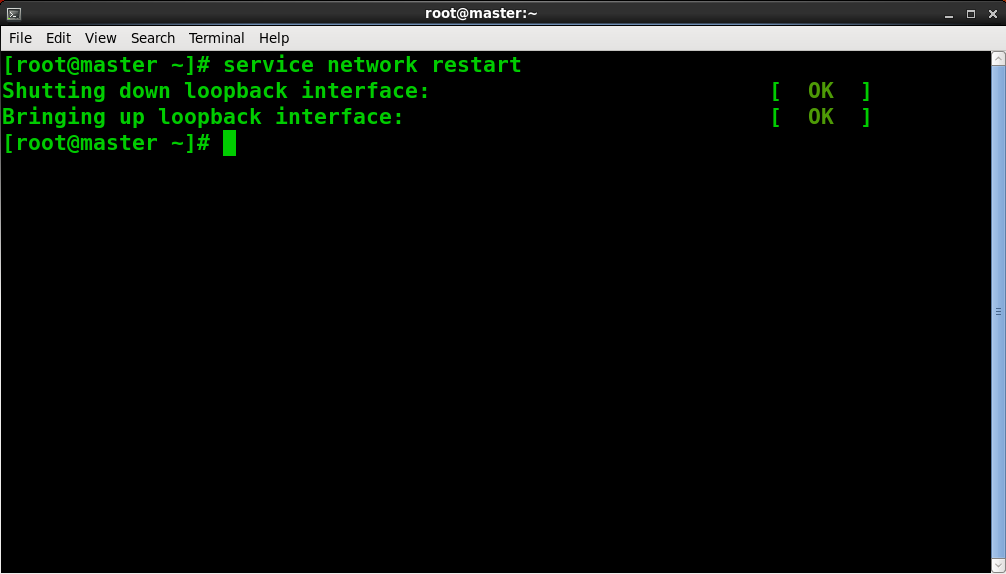 root@master:~
File Edit View Search Terminal Help
[root@master ~]# service network restart
Shutting down loopback interface: [ OK ]
Bringing up loopback interface: [ OK ]
[root@master ~]#